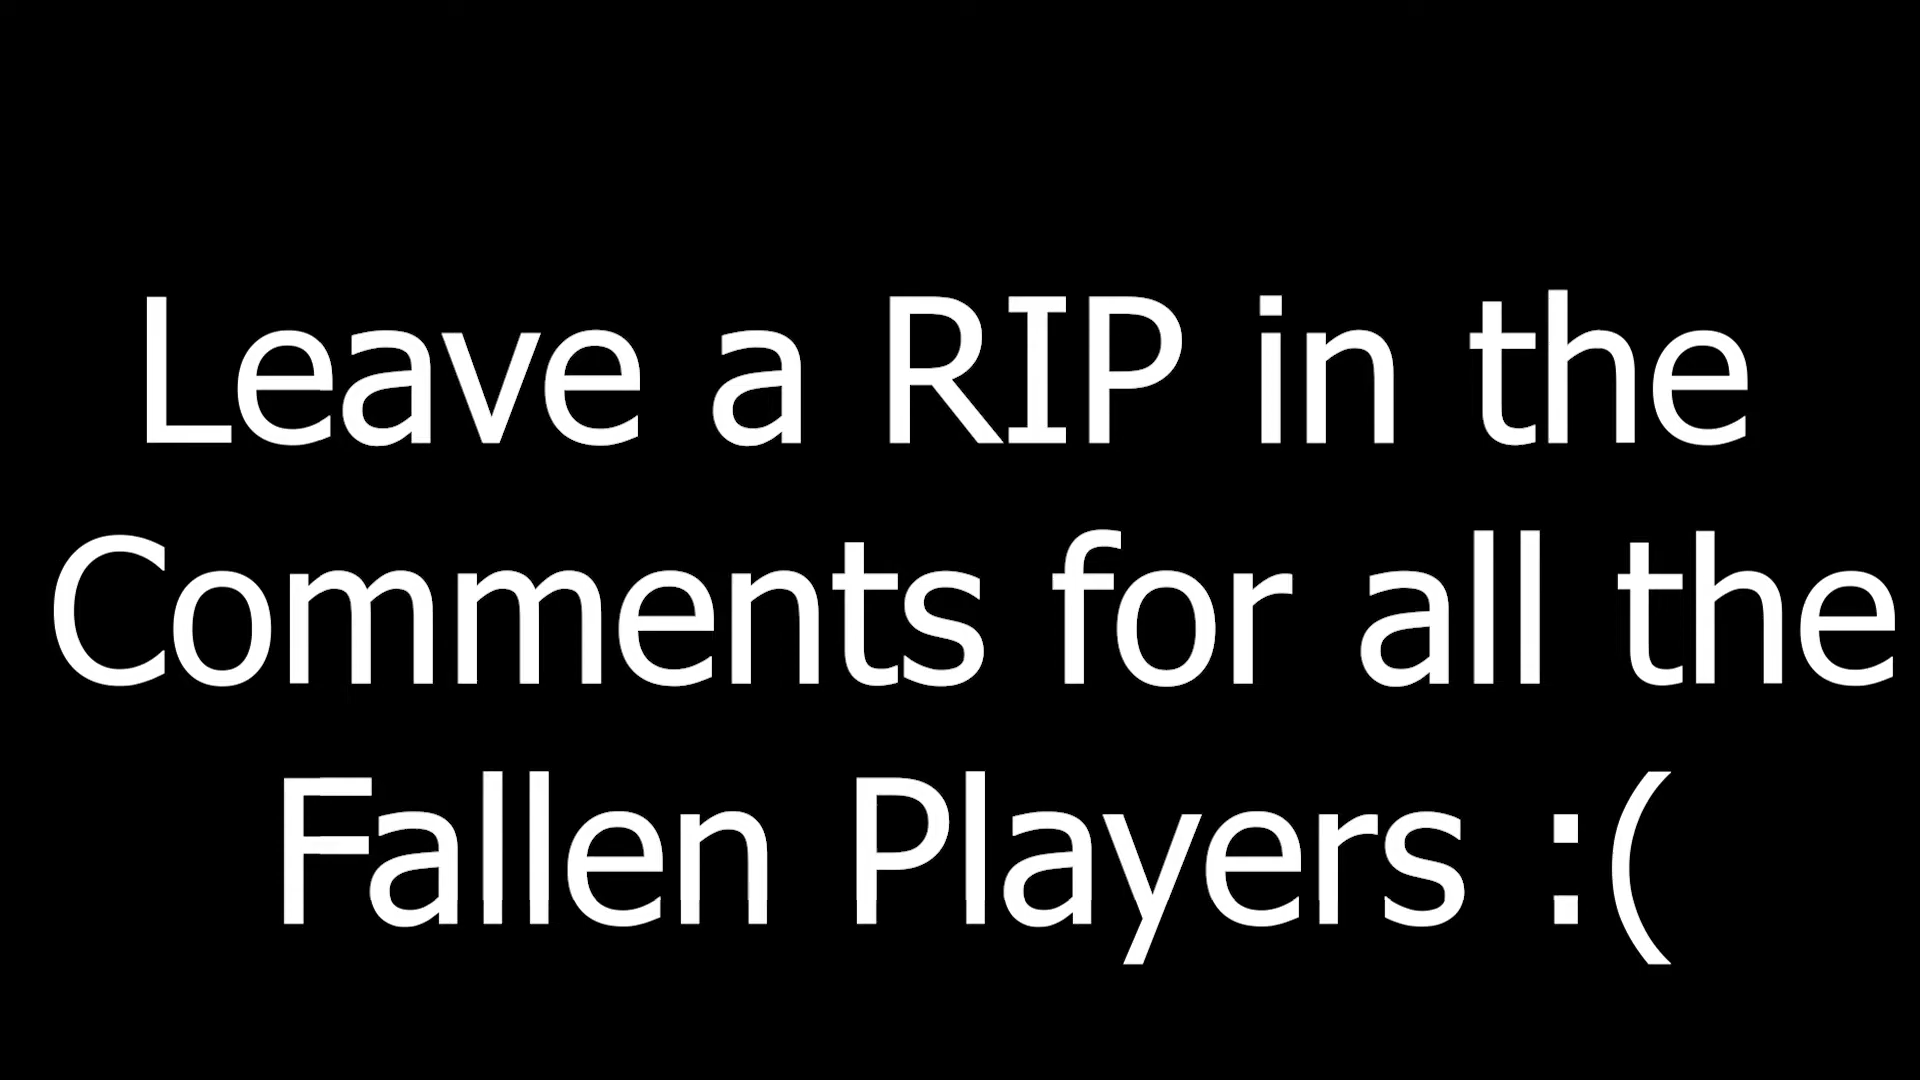 Leave a RIP in the
Comments for all the
Fallen Players :(